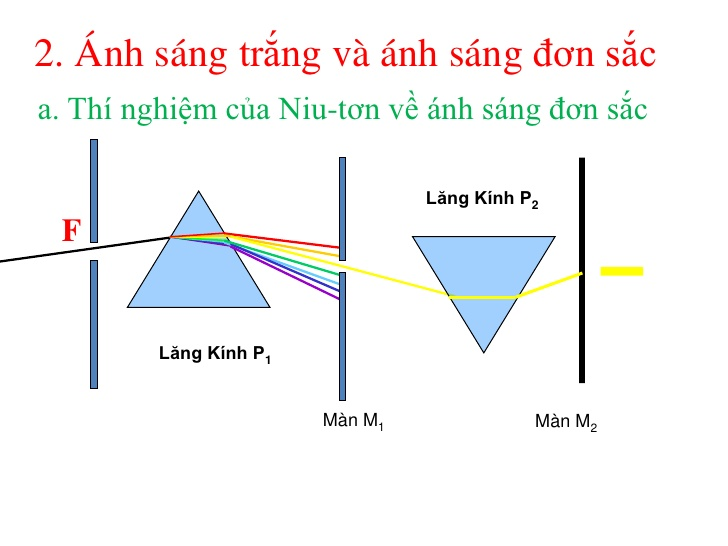 2. Ánh sáng trắng và ánh sáng đơn sắc
a. Thí nghiệm của Niu-tơn về ánh sáng đơn sắc
Lăng Kính P2
F
Lăng Kính P1
Màn M1
Màn M2